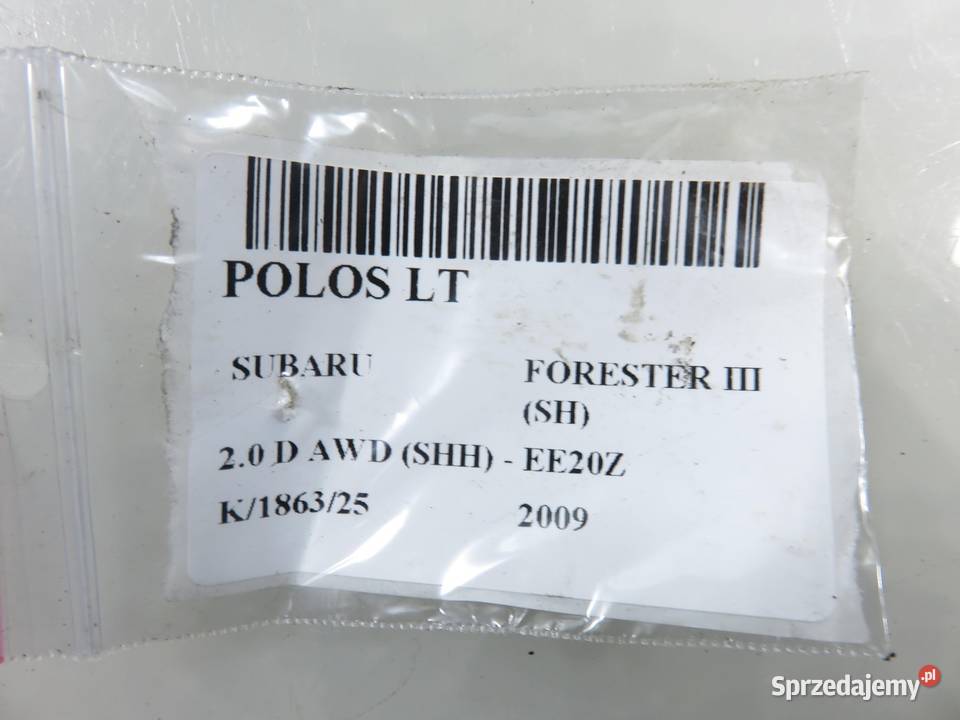 POLOS LT
SUBARU FORESTER III
(SH)
2.0 D AWD (SHH) - EE20Z
K/1863/25 2009
Sprzedajemy.pl